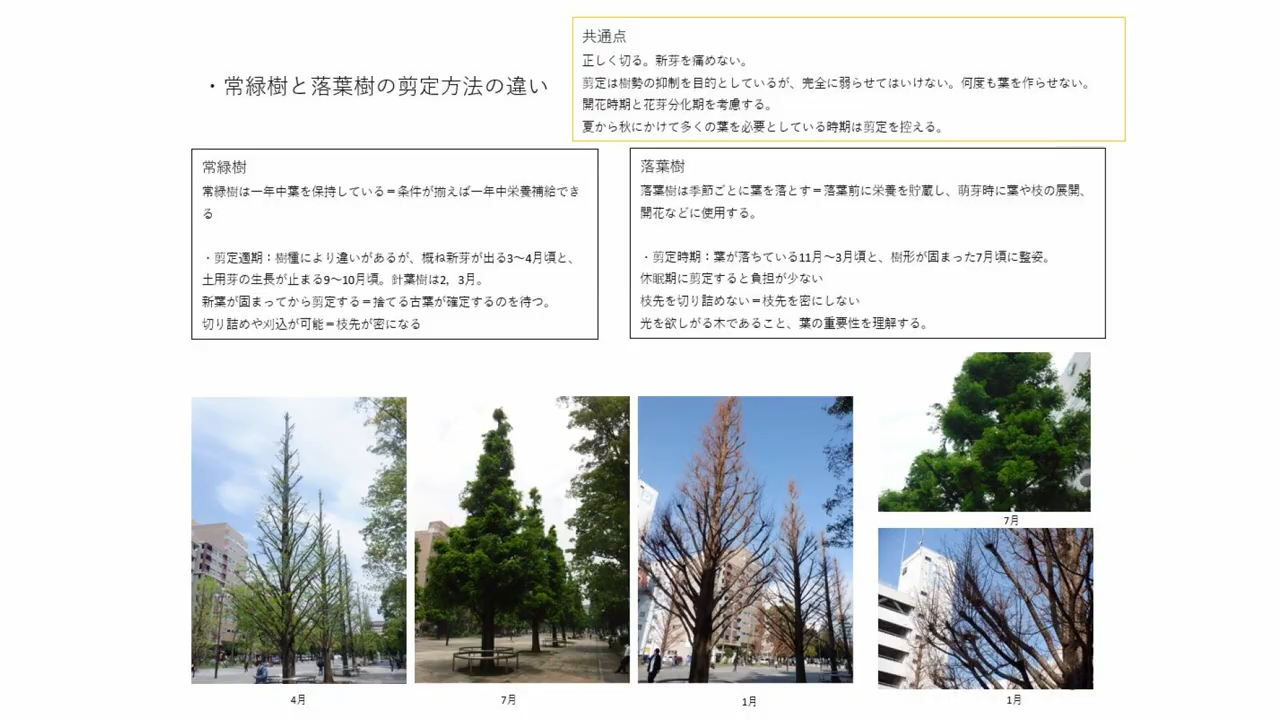 ・常緑樹と落葉樹の剪定方法の違い
共通点
正しく切る。新芽を痛めない。
剪定は樹勢の抑制を目的としているが、完全に弱らせてはいけない。何度も葉を作らせない。
開花時期と花芽分化期を考慮する。
夏から秋にかけて多くの葉を必要としている時期は剪定を控える。
常緑樹
常緑樹は一年中葉を保持している＝条件が揃えば一年中栄養補給でき
る
・剪定適期：樹種により違いがあるが、概ね新芽が出る3～4月頃と、
土用芽の生長が止まる9～10月頃。針葉樹は2，3月。
新葉が固まってから剪定する＝捨てる古葉が確定するのを待つ。
切り詰めや刈込が可能＝枝先が密になる
落葉樹
落葉樹は季節ごとに葉を落とす＝落葉前に栄養を貯蔵し、萌芽時に葉や枝の展開、
開花などに使用する。
・剪定時期：葉が落ちている11月～3月頃と、樹形が固まった7月頃に整姿。
休眠期に剪定すると負担が少ない
枝先を切り詰めない＝枝先を密にしない
光を欲しがる木であること、葉の重要性を理解する。
7月
4月
7月
1月
1月